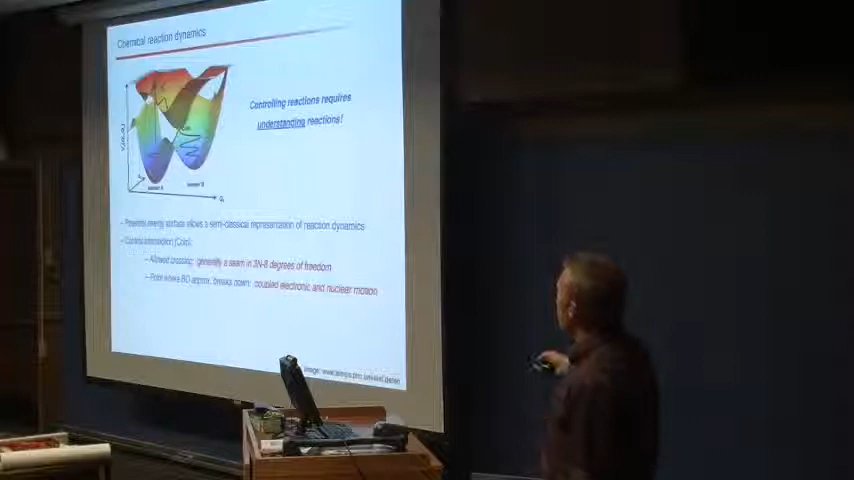 Chemical reaction dynamics
Controlling reactions requires
understanding reactions!
– Potential energy surface allows a semi-classical representation of reaction dynamics
– Conical intersection (CoIn):
– Allowed crossing: generally a seam in 3N-8 degrees of freedom
– Point where BO approx. breaks down: coupled electronic and nuclear motion
Image: